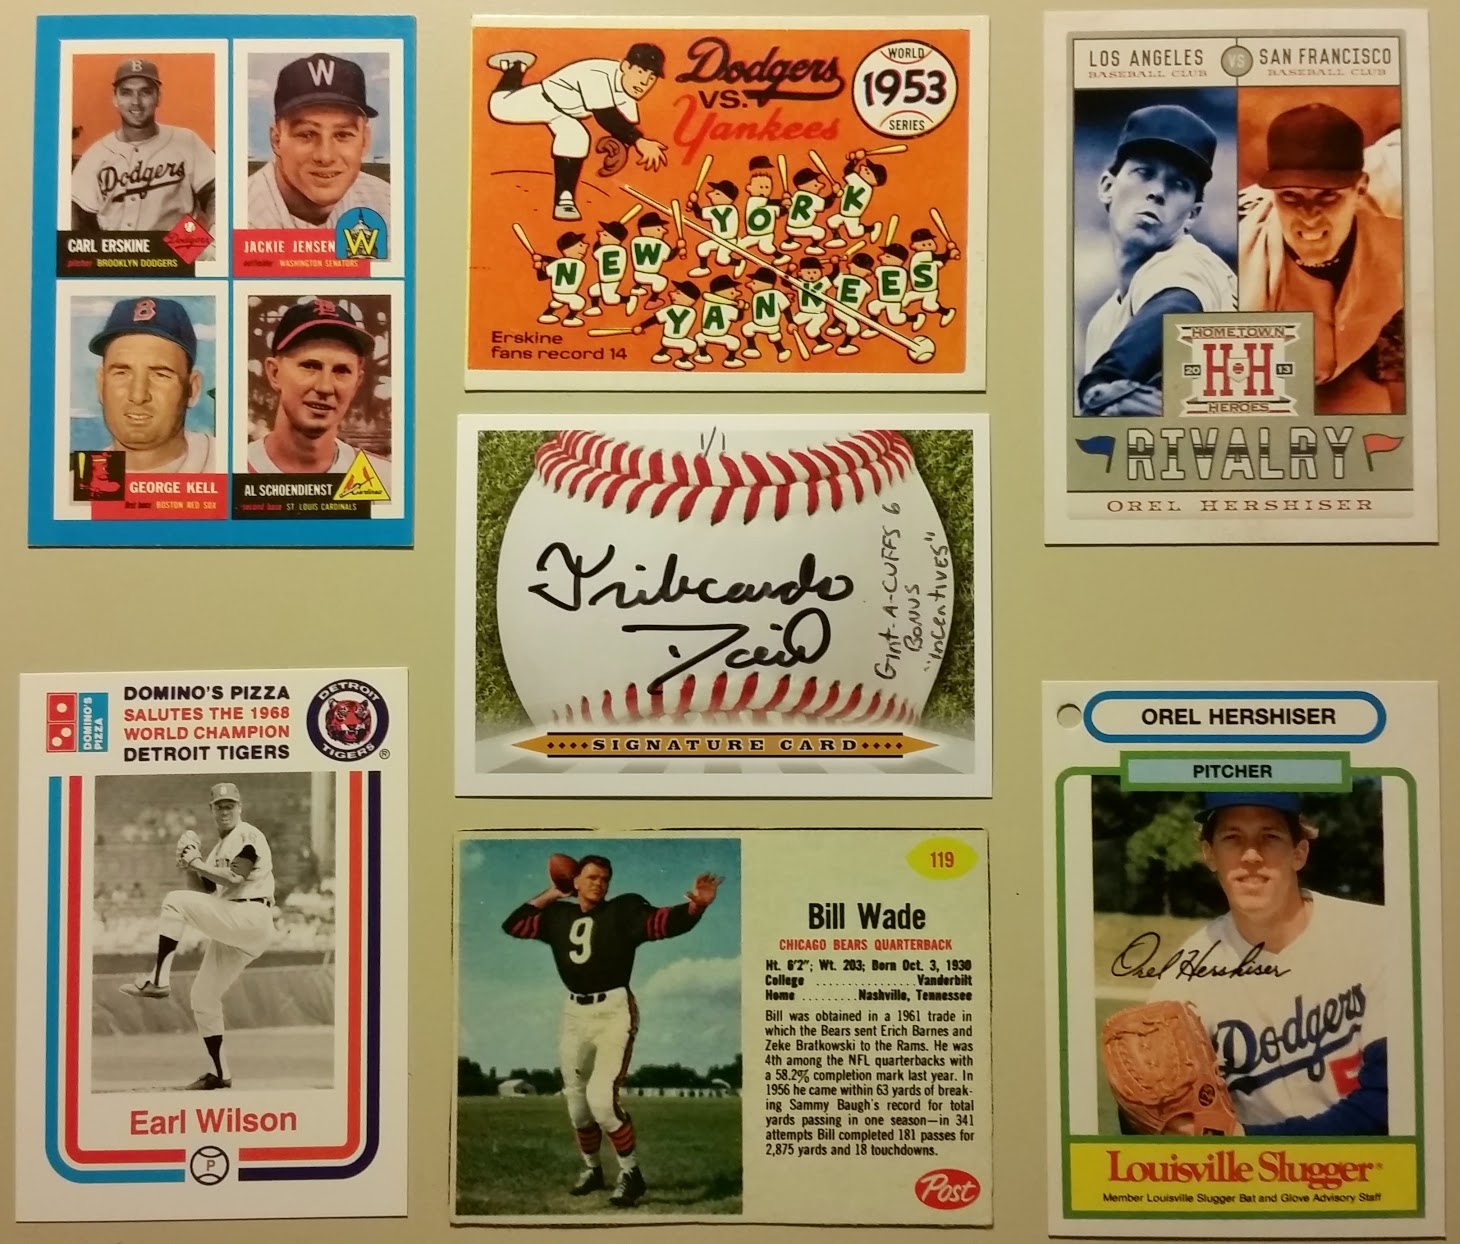 B
Dodgers
Dodgers
CARL ERSKINE
pitcher BROOKLYN DODGERS
W
W
JACKIE JENSEN
outfielder WASHINGTON SENATORS
B
GEORGE KELL
first base BOSTON RED SOX
AL SCHOENDIENST
second base ST. LOUIS CARDINALS
Dodgers
VS.
Yankees
WORLD
1953
SERIES
NEW YORK
YANKEES
Erskine
fans record 14
LOS ANGELES VS SAN FRANCISCO
BASEBALL CLUB BASEBALL CLUB
HOMETOWN
20 H H 13
HEROES
RIVALRY
OREL HERSHISER
1/1
Tribecards
David
Gint-A-CUFFS 6
BONUS
"Incentives"
SIGNATURE CARD
DOMINO'S
PIZZA
DOMINO'S PIZZA
SALUTES THE 1968
WORLD CHAMPION
DETROIT TIGERS
DETROIT
TIGERS
®
Earl Wilson
P
119
9
Bill Wade
CHICAGO BEARS QUARTERBACK
Ht. 6'2"; Wt. 203; Born Oct. 3, 1930
College ................Vanderbilt
Home .........Nashville, Tennessee
Bill was obtained in a 1961 trade in
which the Bears sent Erich Barnes and
Zeke Bratkowski to the Rams. He was
4th among the NFL quarterbacks with
a 58.2% completion mark last year. In
1956 he came within 63 yards of break-
ing Sammy Baugh's record for total
yards passing in one season—in 341
attempts Bill completed 181 passes for
2,875 yards and 18 touchdowns.
Post
OREL HERSHISER
PITCHER
Orel Hershiser
Dodgers
5
Louisville Slugger®
Member Louisville Slugger Bat and Glove Advisory Staff